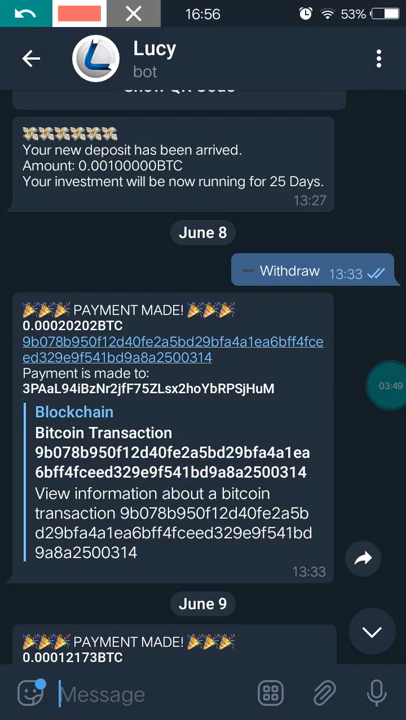 16:56
53%
Lucy
bot
Show QR Code
Your new deposit has been arrived.
Amount: 0.00100000BTC
Your investment will be now running for 25 Days.
13:27
June 8
➖ Withdraw 13:33
🎉🎉🎉 PAYMENT MADE! 🎉🎉🎉
0.00020202BTC
9b078b950f12d40fe2a5bd29bfa4a1ea6bff4fce
ed329e9f541bd9a8a2500314
Payment is made to:
3PAaL94iBzNr2jfF75ZLsx2hoYbRPSjHuM
Blockchain
Bitcoin Transaction
9b078b950f12d40fe2a5bd29bfa4a1ea
6bff4fceed329e9f541bd9a8a2500314
View information about a bitcoin
transaction 9b078b950f12d40fe2a5b
d29bfa4a1ea6bff4fceed329e9f541bd
9a8a2500314
13:33
03:49
June 9
🎉🎉🎉 PAYMENT MADE! 🎉🎉🎉
0.00012173BTC
Message